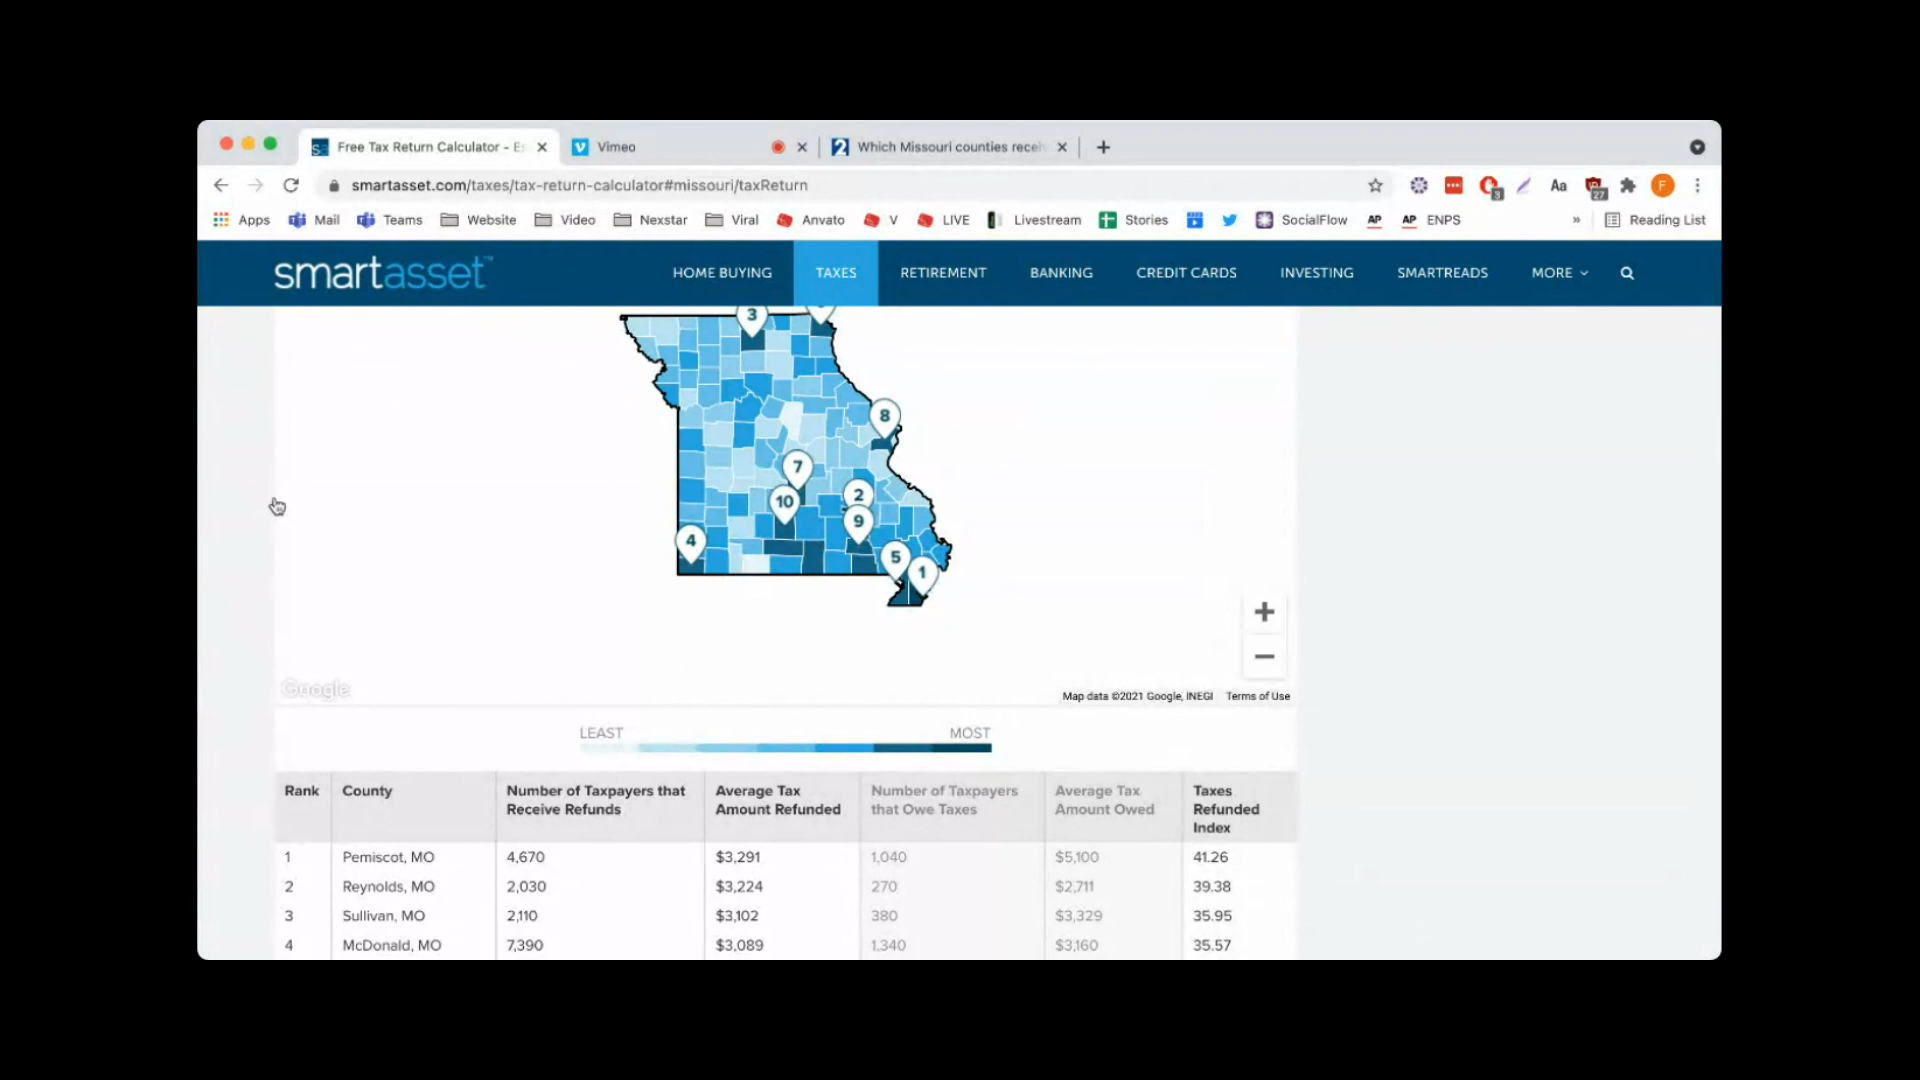 Free Tax Return Calculator - Es
Vimeo
Which Missouri counties recei
smartasset.com/taxes/tax-return-calculator#missouri/taxReturn
Aa
27
F
Apps
Mail
Teams
Website
Video
Nexstar
Viral
Anvato
V
LIVE
Livestream
Stories
SocialFlow
AP
AP
ENPS
»
Reading List
smartasset™
HOME BUYING
TAXES
RETIREMENT
BANKING
CREDIT CARDS
INVESTING
SMARTREADS
MORE
3
8
7
10
2
9
4
5
1
Google
Map data ©2021 Google, INEGI
Terms of Use
LEAST
MOST
Rank County Number of Taxpayers that Receive Refunds Average Tax Amount Refunded Number of Taxpayers that Owe Taxes Average Tax Amount Owed Taxes Refunded Index
1 Pemiscot, MO 4,670 $3,291 1,040 $5,100 41.26
2 Reynolds, MO 2,030 $3,224 270 $2,711 39.38
3 Sullivan, MO 2,110 $3,102 380 $3,329 35.95
4 McDonald, MO 7,390 $3,089 1,340 $3,160 35.57